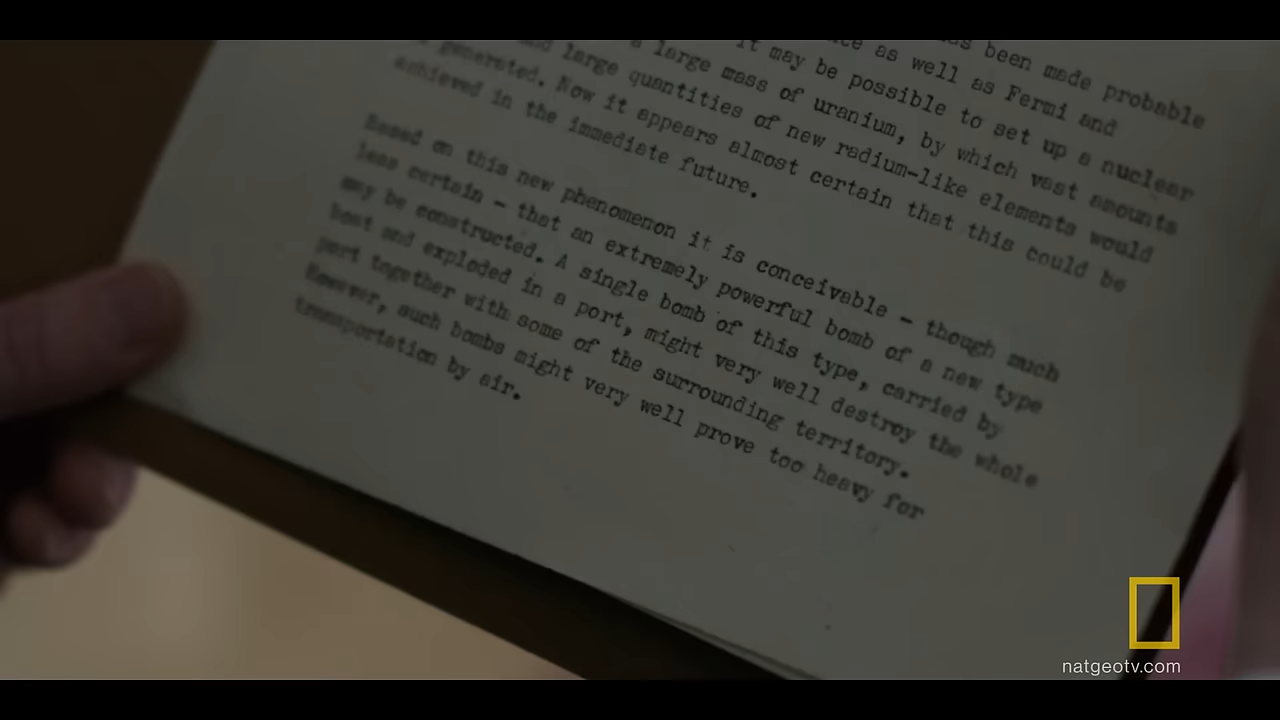 has been made probable
as well as Fermi and
it may be possible to set up a nuclear
large mass of uranium, by which vast amounts
and large quantities of new radium-like elements would
generated. Now it appears almost certain that this could be
achieved in the immediate future.
Based on this new phenomenon it is conceivable - though much
less certain - that an extremely powerful bomb of a new type
may be constructed. A single bomb of this type, carried by
boat and exploded in a port, might very well destroy the whole
port together with some of the surrounding territory.
However, such bombs might very well prove too heavy for
transportation by air.
natgeotv.com